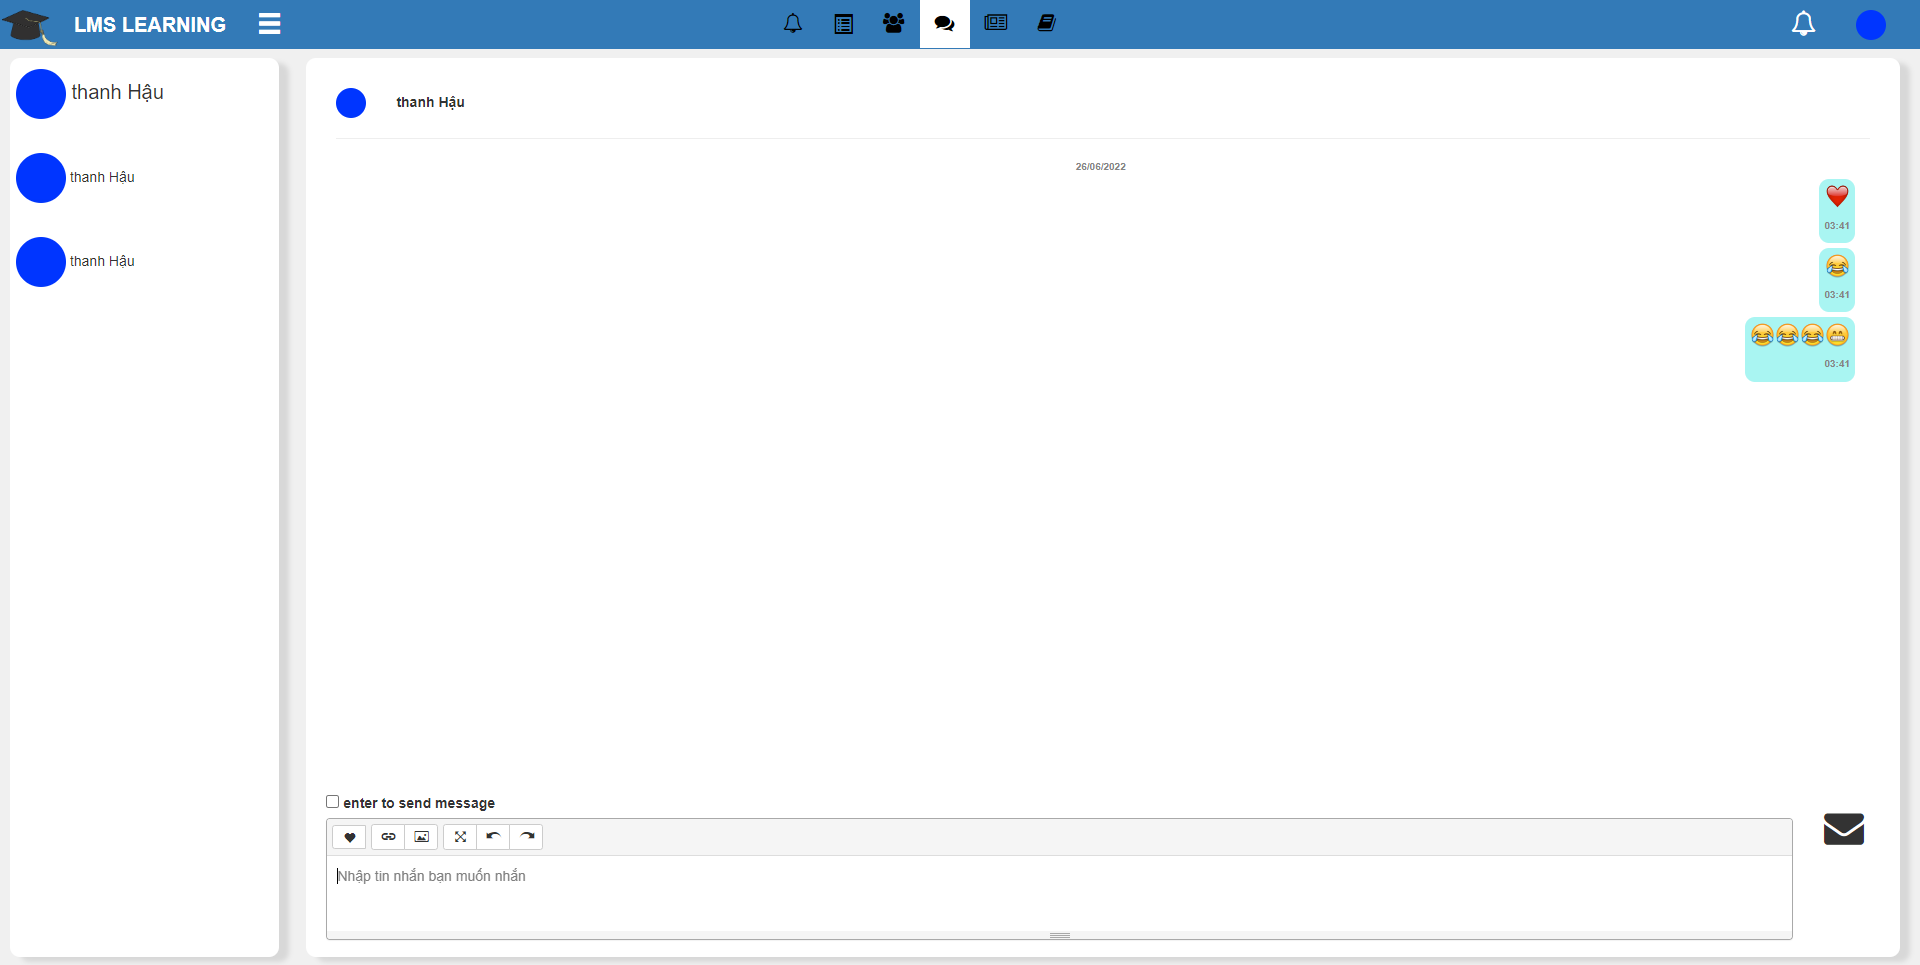 LMS LEARNING
thanh Hậu
thanh Hậu
thanh Hậu
thanh Hậu
26/06/2022
❤️
03:41
😂
03:41
😂😂😂😁
03:41
enter to send message
Nhập tin nhắn bạn muốn nhắn